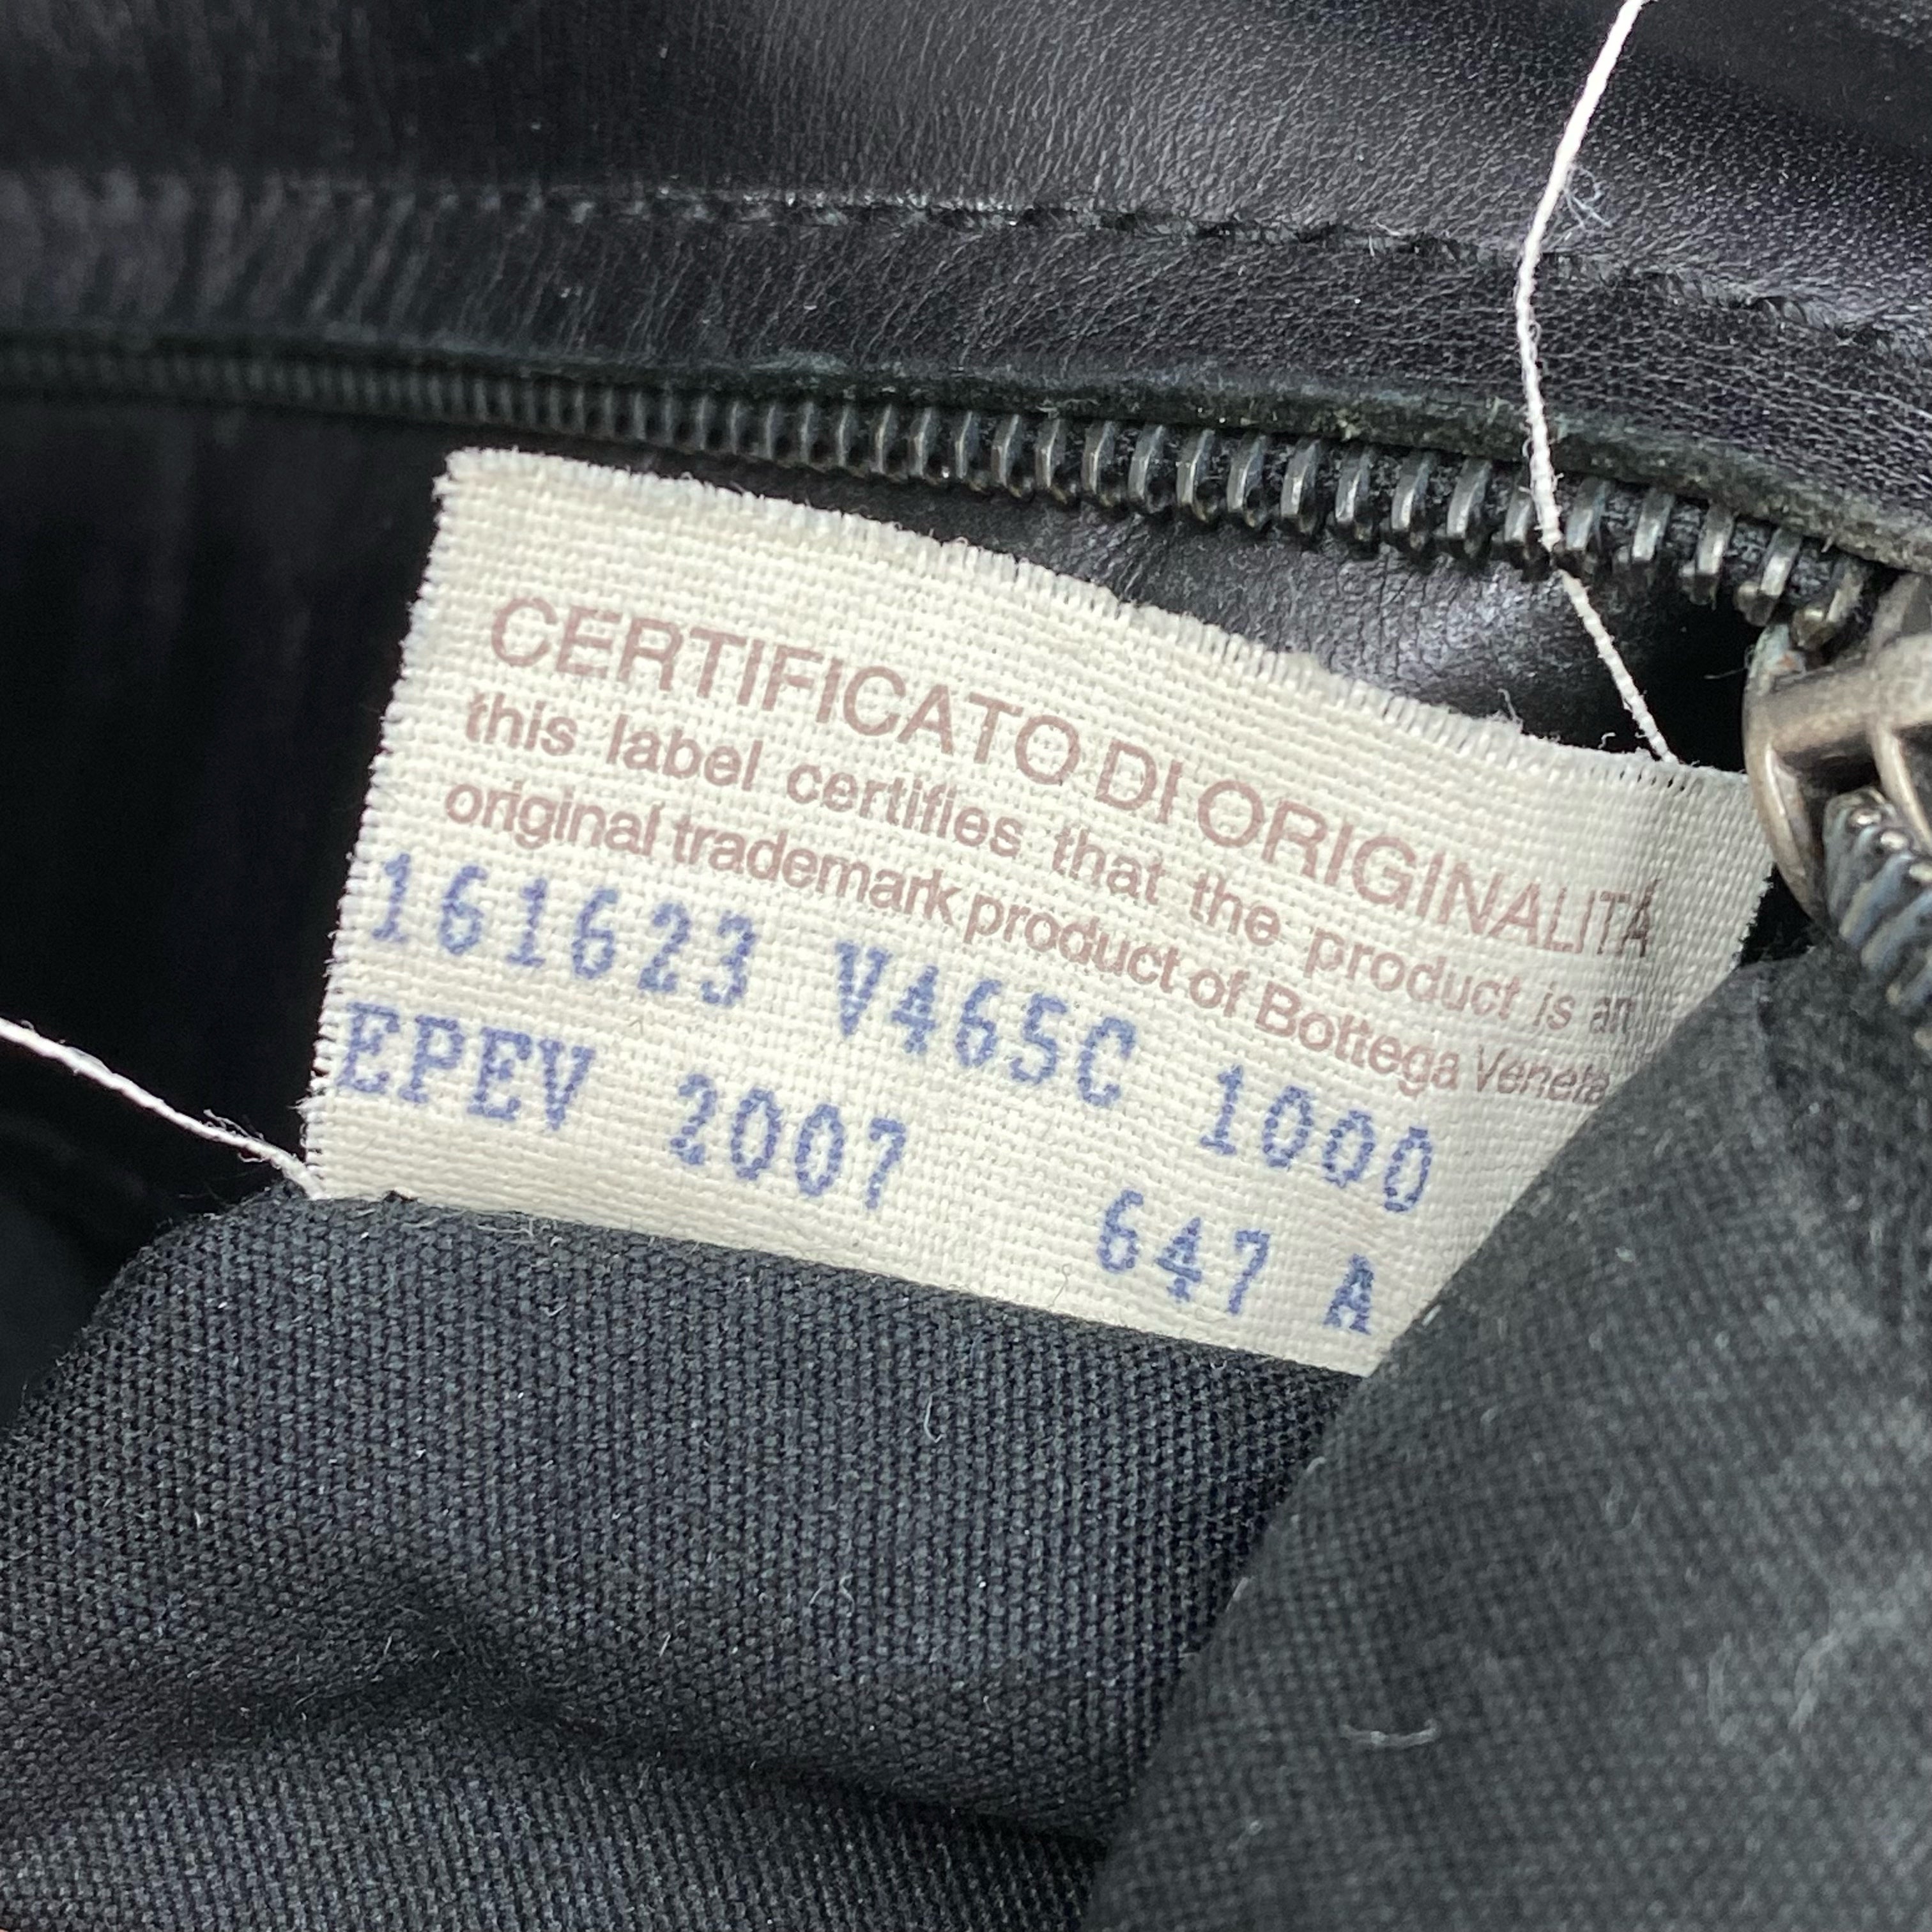 CERTIFICATO DI ORIGINALITÁ
this label certifies that the product is an
original trademark product of Bottega Veneta
161623 V465C 1000
EPEV 2007 647 A